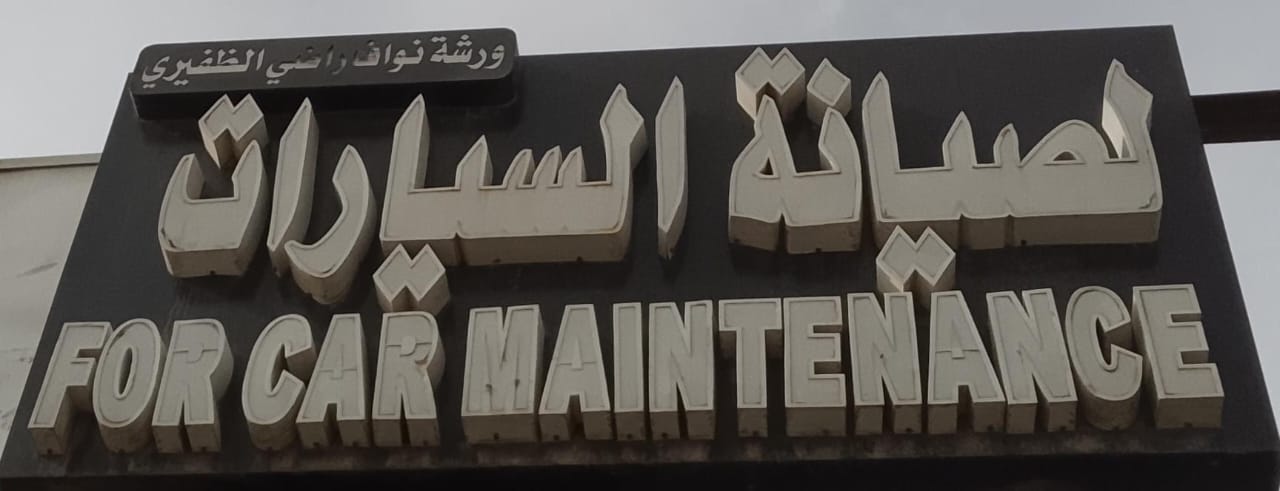 ورشة نواف راضي الظفيري
لصيانة السيارات
FOR CAR MAINTENANCE